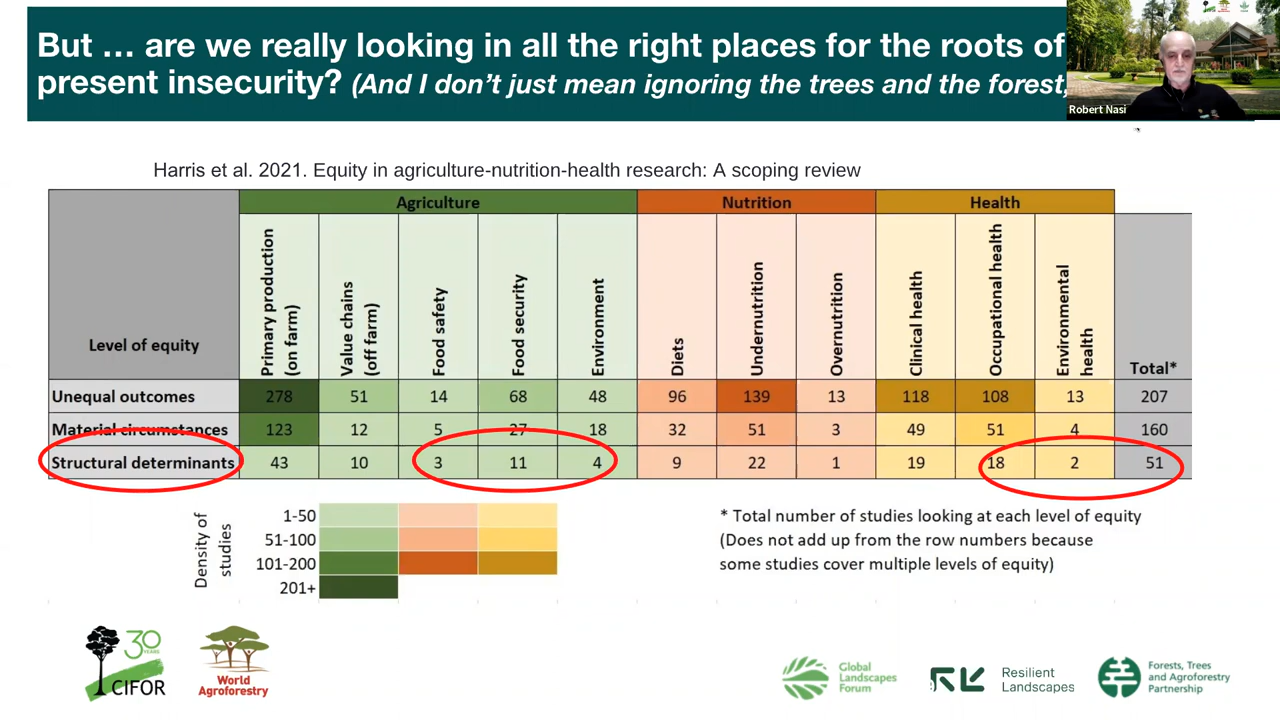 But … are we really looking in all the right places for the roots of
present insecurity? (And I don’t just mean ignoring the trees and the forest,
Robert Nasi
Harris et al. 2021. Equity in agriculture-nutrition-health research: A scoping review
Agriculture Nutrition Health
Level of equity
Primary production
(on farm)
Value chains
(off farm)
Food safety
Food security
Environment
Diets
Undernutrition
Overnutrition
Clinical health
Occupational health
Environmental
health
Total*
Unequal outcomes 278 51 14 68 48 96 139 13 118 108 13 207
Material circumstances 123 12 5 27 18 32 51 3 49 51 4 160
Structural determinants 43 10 3 11 4 9 22 1 19 18 2 51
Density of
studies
1-50
51-100
101-200
201+
* Total number of studies looking at each level of equity
(Does not add up from the row numbers because
some studies cover multiple levels of equity)
30
YEARS
CIFOR
World
Agroforestry
Global
Landscapes
Forum
Resilient
Landscapes
Forests, Trees
and Agroforestry
Partnership